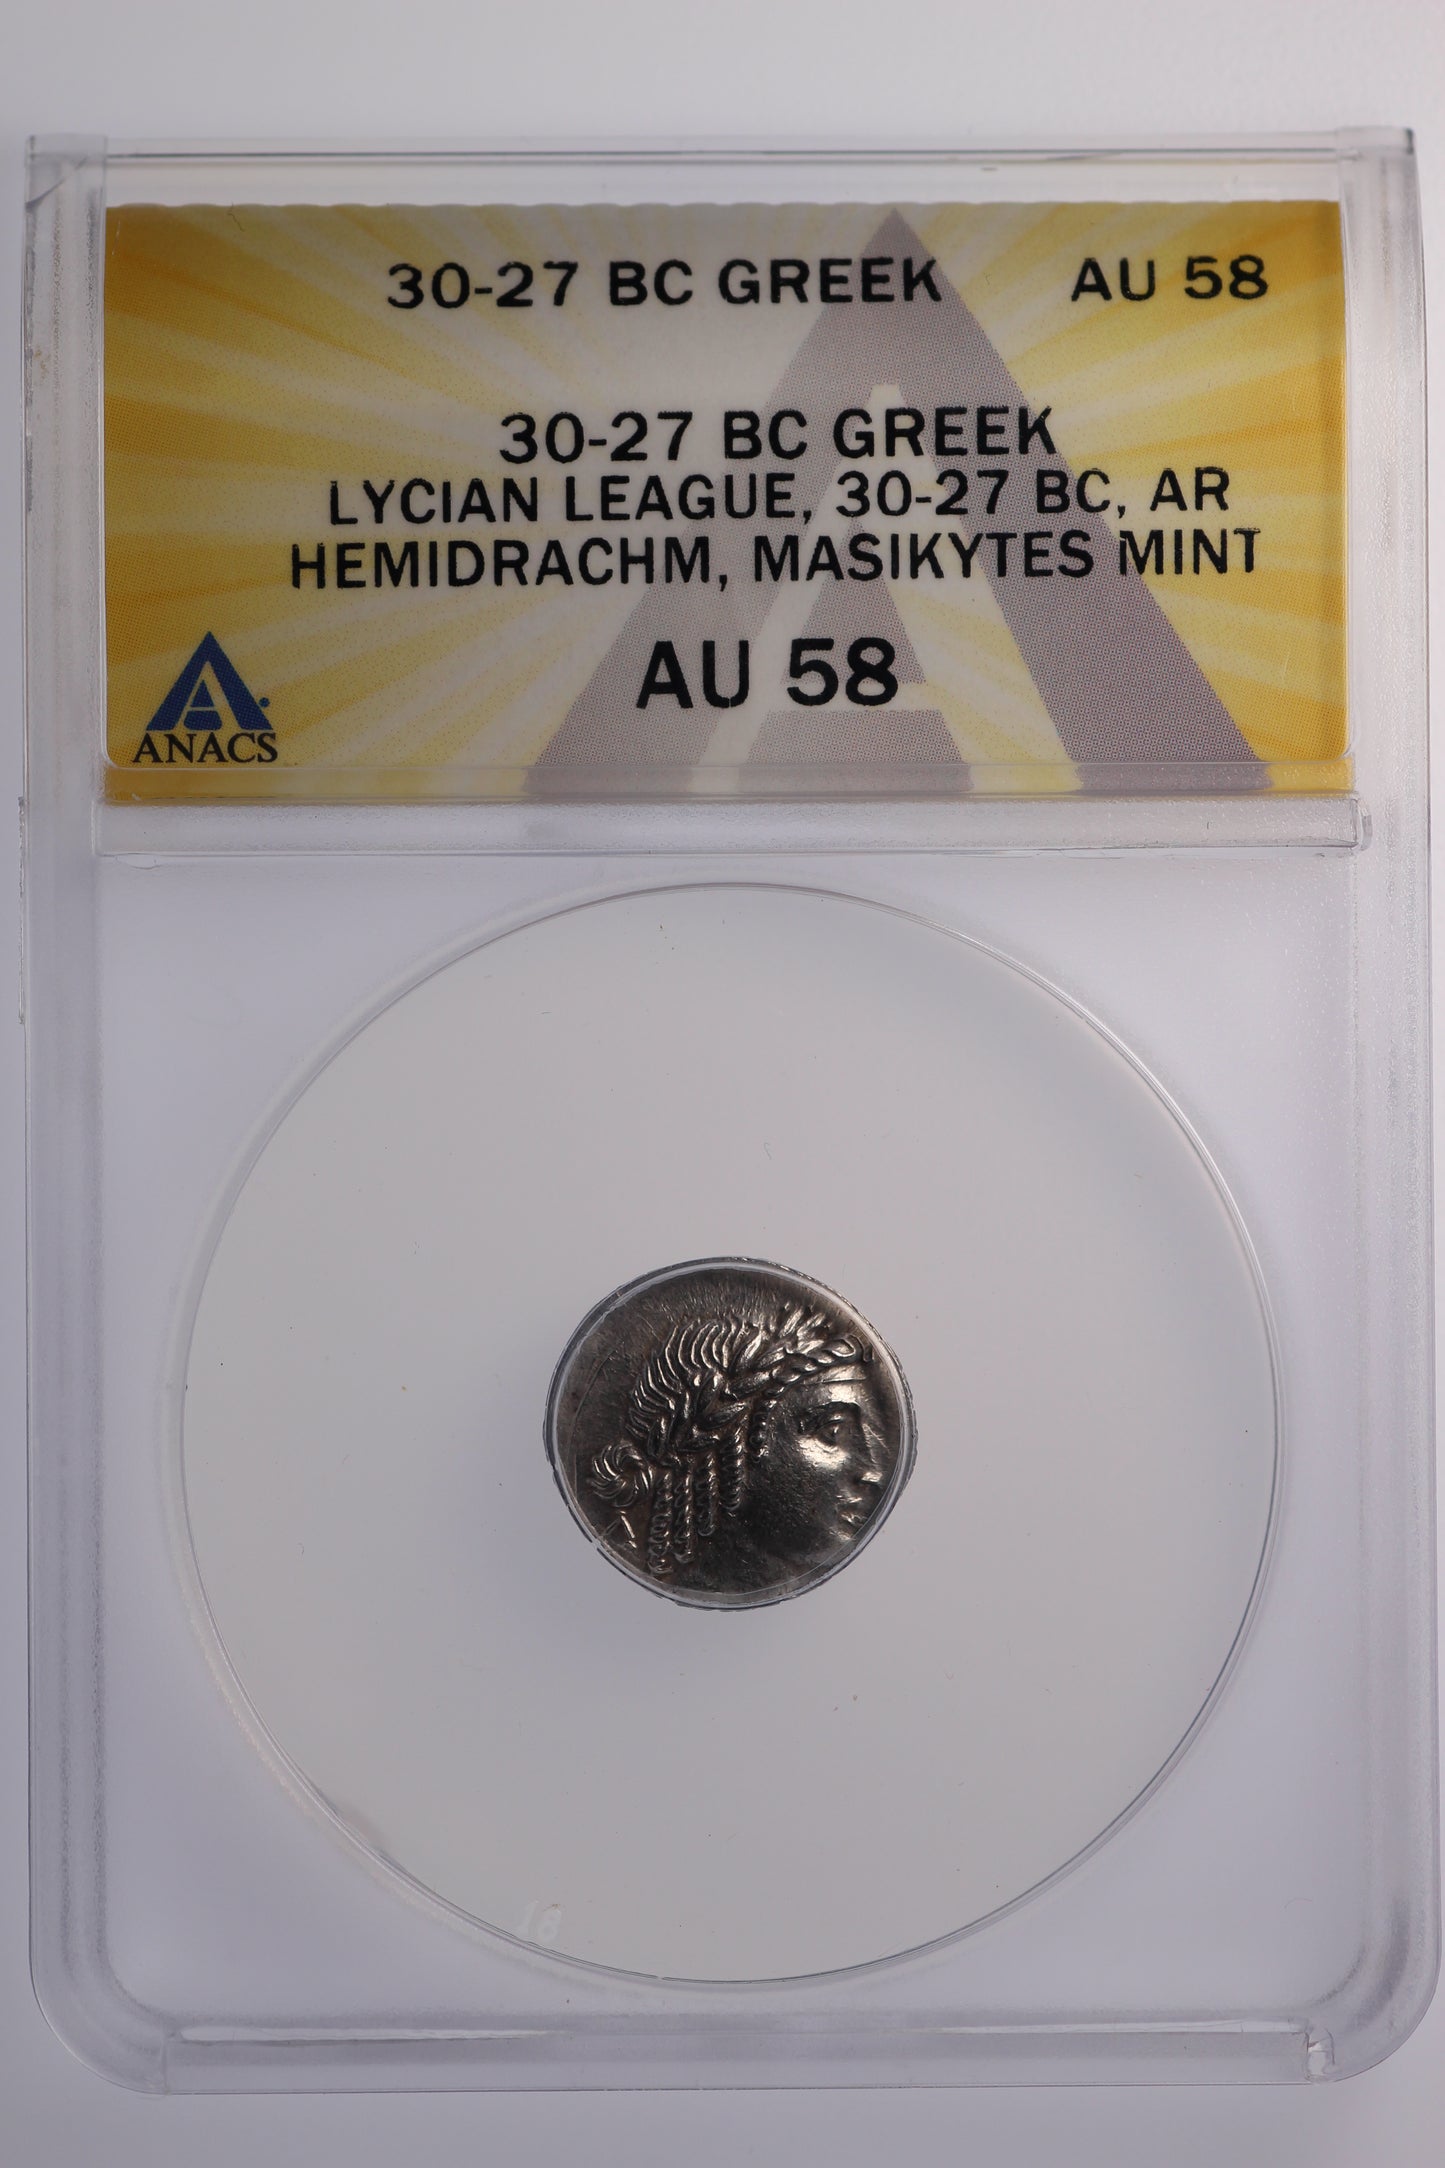 30-27 BC GREEK AU 58
30-27 BC GREEK
LYCIAN LEAGUE, 30-27 BC, AR
HEMIDRACHM, MASIKYTES MINT
AU 58
ANACS
Λ
18